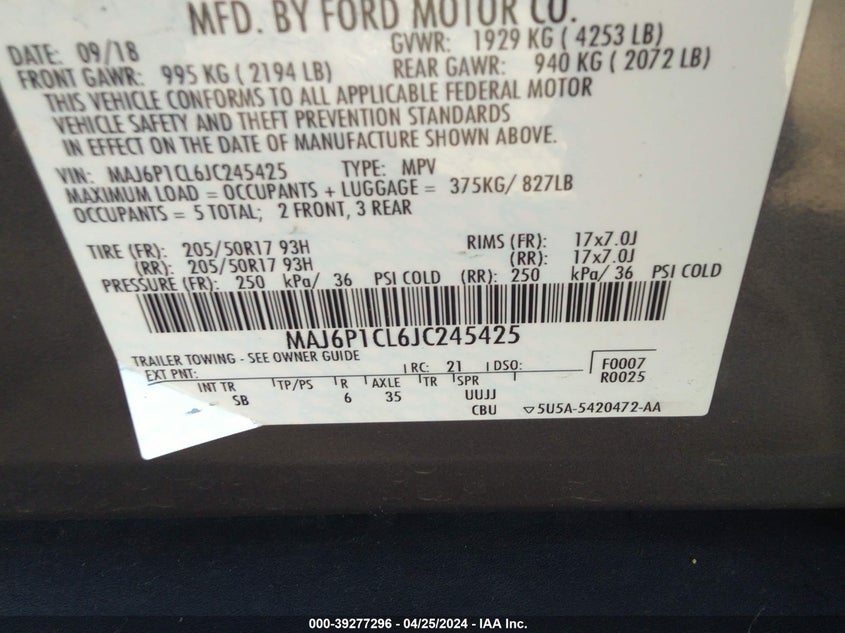 MFD. BY FORD MOTOR CO.
DATE: 09/18 GVWR: 1929 KG ( 4253 LB)
FRONT GAWR: 995 KG ( 2194 LB) REAR GAWR: 940 KG ( 2072 LB)
THIS VEHICLE CONFORMS TO ALL APPLICABLE FEDERAL MOTOR
VEHICLE SAFETY AND THEFT PREVENTION STANDARDS
IN EFFECT ON THE DATE OF MANUFACTURE SHOWN ABOVE.
VIN: MAJ6P1CL6JC245425 TYPE: MPV
MAXIMUM LOAD = OCCUPANTS + LUGGAGE = 375KG/ 827LB
OCCUPANTS = 5 TOTAL; 2 FRONT, 3 REAR
TIRE (FR): 205/50R17 93H RIMS (FR): 17x7.0J
(RR): 205/50R17 93H (RR): 17x7.0J
PRESSURE (FR): 250 kPa/ 36 PSI COLD (RR): 250 kPa/ 36 PSI COLD
MAJ6P1CL6JC245425
TRAILER TOWING - SEE OWNER GUIDE
EXT PNT: RC: 21 DSO: F0007
R0025
INT TR TP/PS R AXLE TR SPR
SB 6 35 UUJJ
CBU 5U5A-5420472-AA
000-39277296 - 04/25/2024 - IAA Inc.